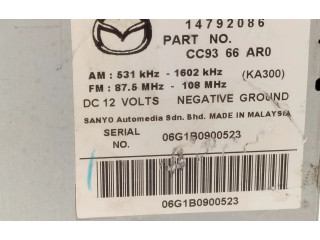 14792086
PART NO.
CC93 66 AR0
AM : 531 kHz - 1602 kHz (KA300)
FM : 87.5 MHz - 108 MHz
DC 12 VOLTS NEGATIVE GROUND
SANYO Automedia Sdn. Bhd. MADE IN MALAYSIA
SERIAL NO. 06G1B0900523
06G1B0900523